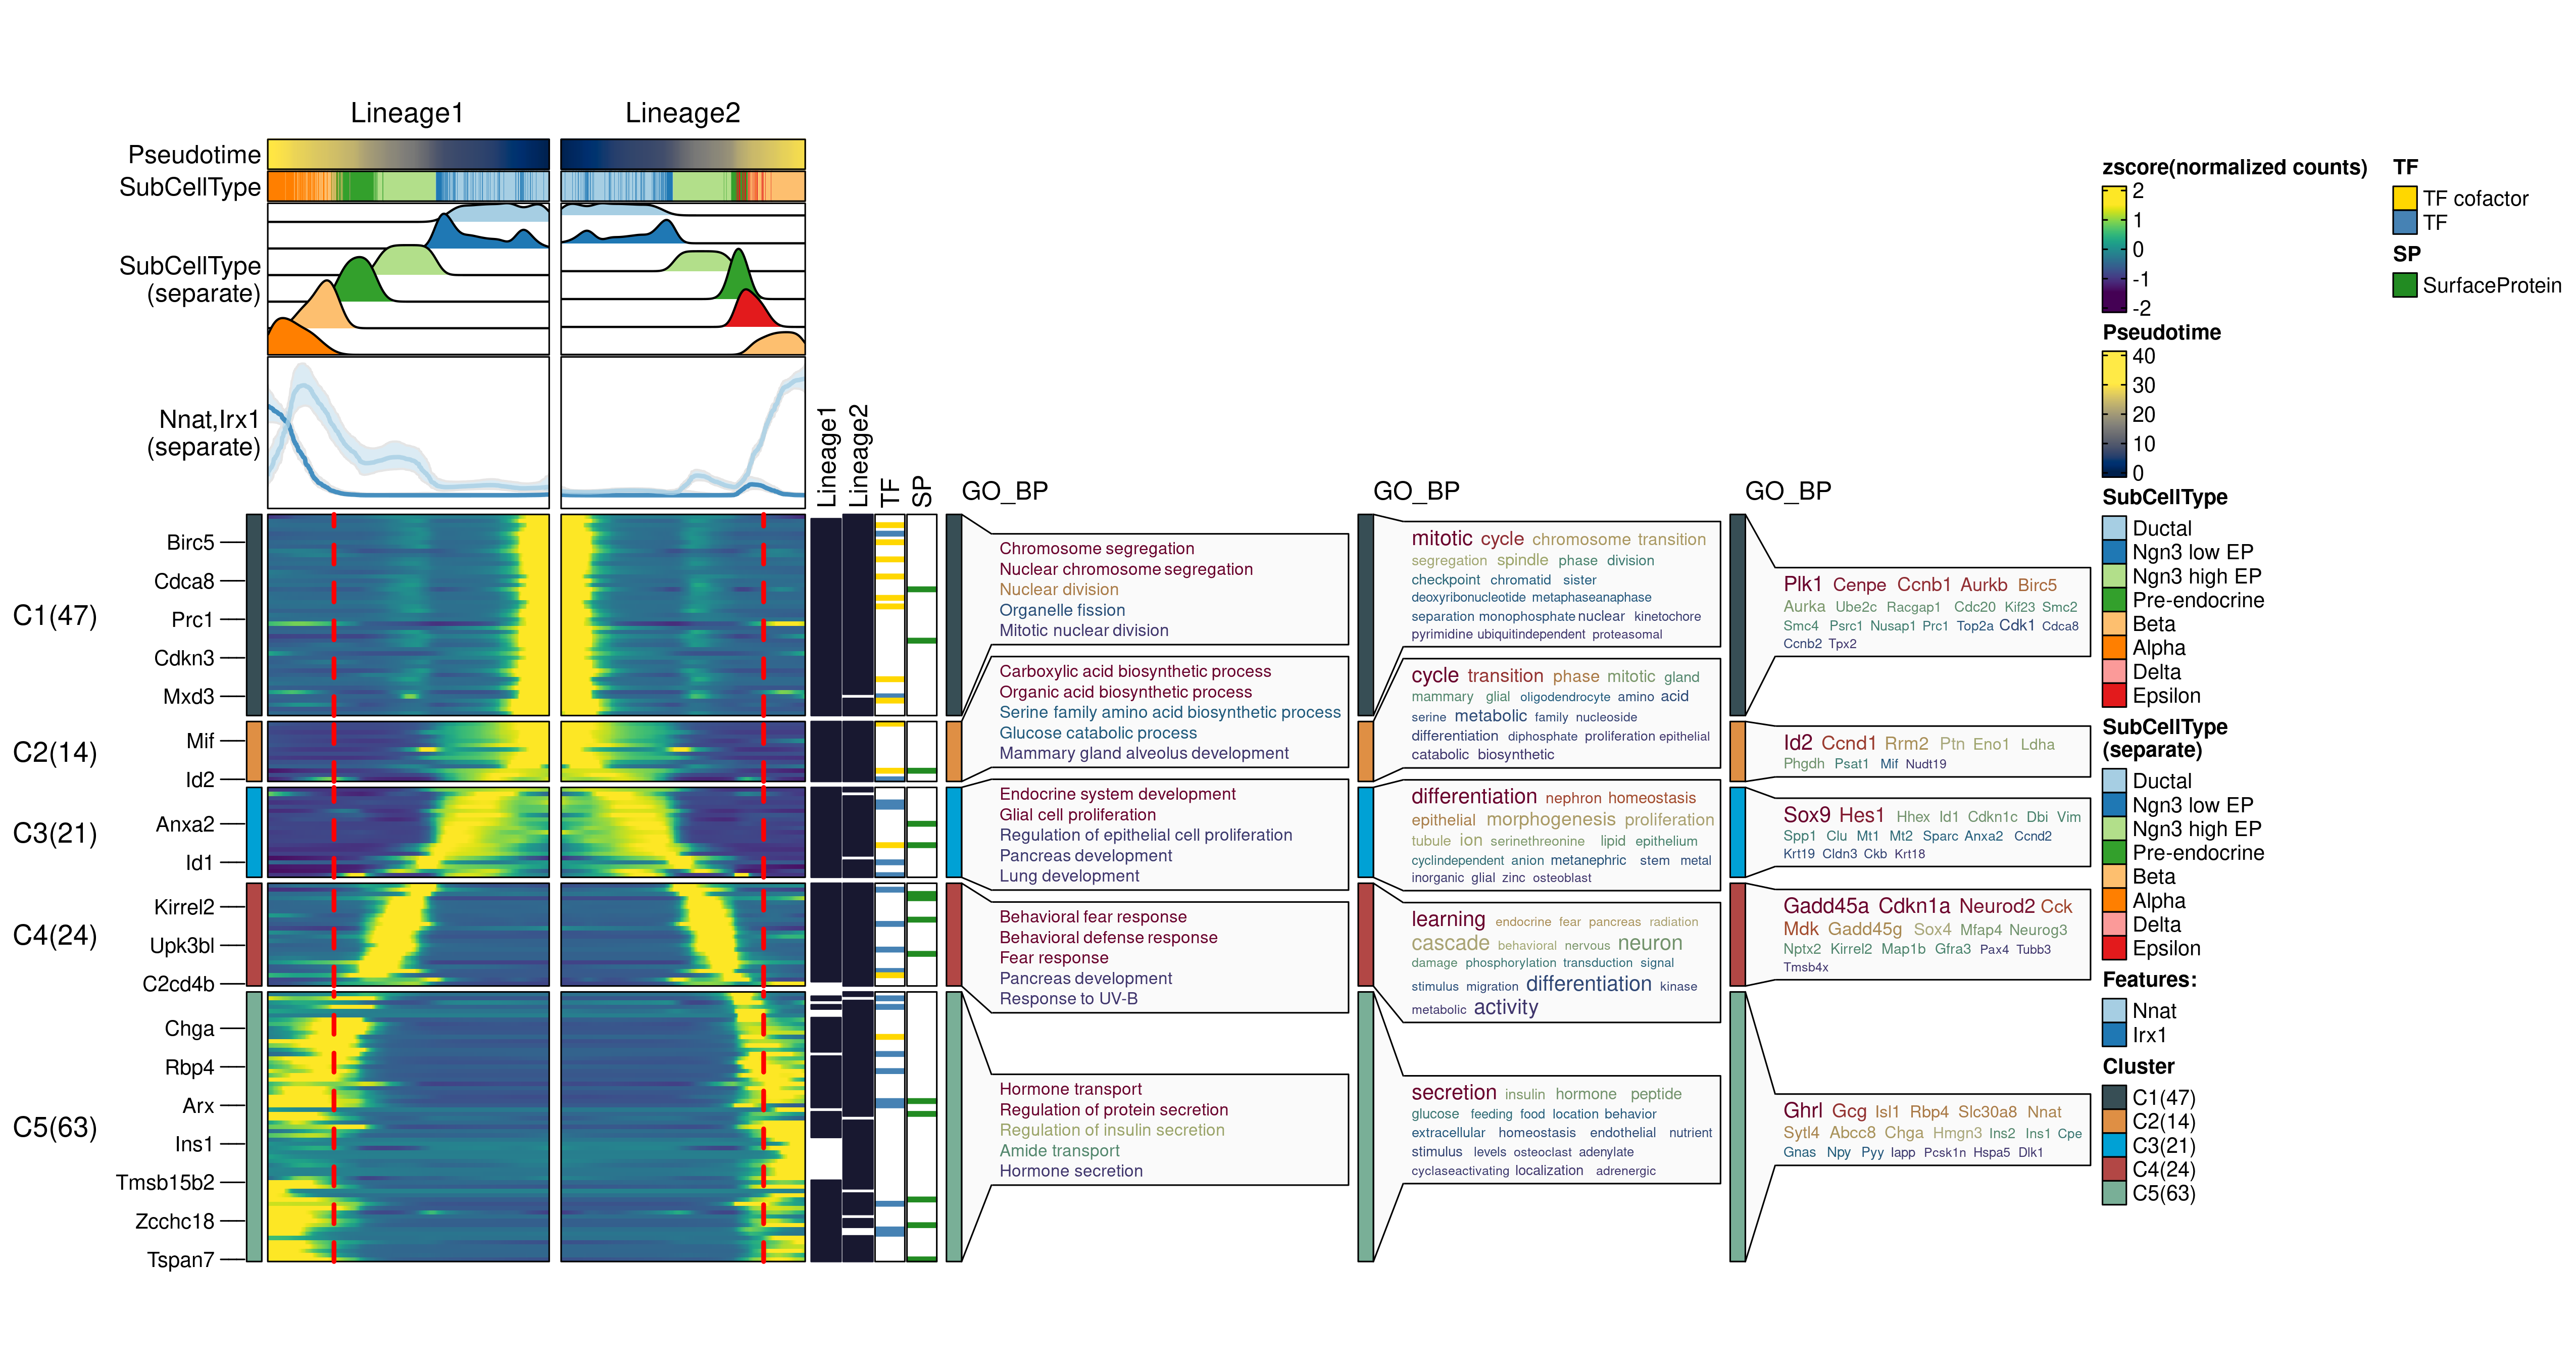 Lineage1
Lineage2
Pseudotime
SubCellType
SubCellType
(separate)
Nnat,Irx1
(separate)
Lineage1
Lineage2
TF
SP
GO_BP
GO_BP
GO_BP
C1(47)
Birc5
Cdca8
Prc1
Cdkn3
Mxd3
C2(14)
Mif
Id2
C3(21)
Anxa2
Id1
C4(24)
Kirrel2
Upk3bl
C2cd4b
C5(63)
Chga
Rbp4
Arx
Ins1
Tmsb15b2
Zcchc18
Tspan7
Chromosome segregation
Nuclear chromosome segregation
Nuclear division
Organelle fission
Mitotic nuclear division
Carboxylic acid biosynthetic process
Organic acid biosynthetic process
Serine family amino acid biosynthetic process
Glucose catabolic process
Mammary gland alveolus development
Endocrine system development
Glial cell proliferation
Regulation of epithelial cell proliferation
Pancreas development
Lung development
Behavioral fear response
Behavioral defense response
Fear response
Pancreas development
Response to UV-B
Hormone transport
Regulation of protein secretion
Regulation of insulin secretion
Amide transport
Hormone secretion
mitotic cycle chromosome transition
segregation spindle phase division
checkpoint chromatid sister
deoxyribonucleotide metaphaseanaphase
separation monophosphate nuclear kinetochore
pyrimidine ubiquitindependent proteasomal
cycle transition phase mitotic gland
mammary glial oligodendrocyte amino acid
serine metabolic family nucleoside
differentiation diphosphate proliferation epithelial
catabolic biosynthetic
differentiation nephron homeostasis
epithelial morphogenesis proliferation
tubule ion serinethreonine lipid epithelium
cyclindependent anion metanephric stem metal
inorganic glial zinc osteoblast
learning endocrine fear pancreas radiation
cascade behavioral nervous neuron
damage phosphorylation transduction signal
stimulus migration differentiation kinase
metabolic activity
secretion insulin hormone peptide
glucose feeding food location behavior
extracellular homeostasis endothelial nutrient
stimulus levels osteoclast adenylate
cyclaseactivating localization adrenergic
Plk1 Cenpe Ccnb1 Aurkb Birc5
Aurka Ube2c Racgap1 Cdc20 Kif23 Smc2
Smc4 Psrc1 Nusap1 Prc1 Top2a Cdk1 Cdca8
Ccnb2 Tpx2
Id2 Ccnd1 Rrm2 Ptn Eno1 Ldha
Phgdh Psat1 Mif Nudt19
Sox9 Hes1 Hhex Id1 Cdkn1c Dbi Vim
Spp1 Clu Mt1 Mt2 Sparc Anxa2 Ccnd2
Krt19 Cldn3 Ckb Krt18
Gadd45a Cdkn1a Neurod2 Cck
Mdk Gadd45g Sox4 Mfap4 Neurog3
Nptx2 Kirrel2 Map1b Gfra3 Pax4 Tubb3
Tmsb4x
Ghrl Gcg Isl1 Rbp4 Slc30a8 Nnat
Sytl4 Abcc8 Chga Hmgn3 Ins2 Ins1 Cpe
Gnas Npy Pyy Iapp Pcsk1n Hspa5 Dlk1
zscore(normalized counts)
2
1
0
-1
-2
Pseudotime
40
30
20
10
0
SubCellType
Ductal
Ngn3 low EP
Ngn3 high EP
Pre-endocrine
Beta
Alpha
Delta
Epsilon
SubCellType
(separate)
Ductal
Ngn3 low EP
Ngn3 high EP
Pre-endocrine
Beta
Alpha
Delta
Epsilon
Features:
Nnat
Irx1
Cluster
C1(47)
C2(14)
C3(21)
C4(24)
C5(63)
TF
TF cofactor
TF
SP
SurfaceProtein